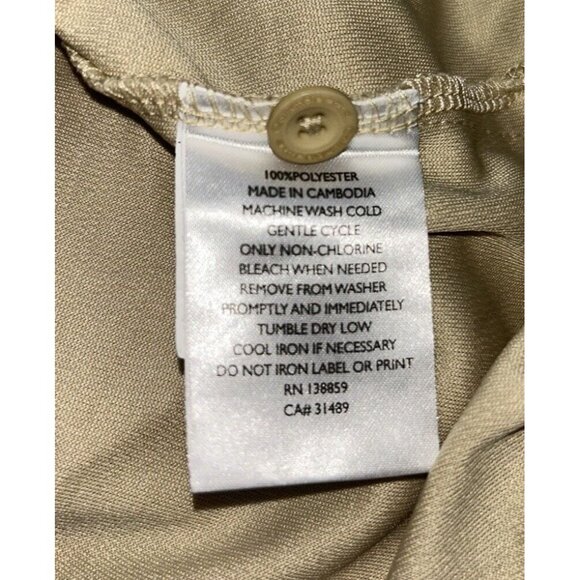 100%POLYESTER
MADE IN CAMBODIA
MACHINE WASH COLD
GENTLE CYCLE
ONLY NON-CHLORINE
BLEACH WHEN NEEDED
REMOVE FROM WASHER
PROMPTLY AND IMMEDIATELY
TUMBLE DRY LOW
COOL IRON IF NECESSARY
DO NOT IRON LABEL OR PRINT
RN 138859
CA# 31489